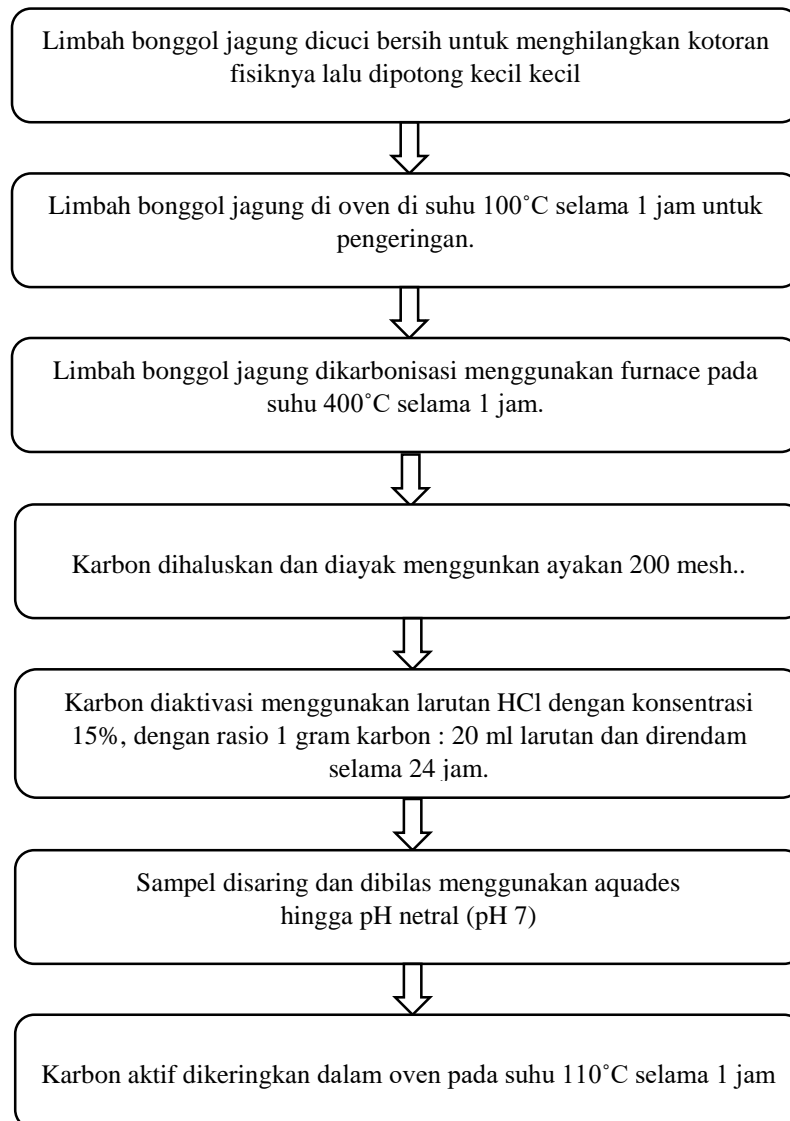 Limbah bonggol jagung dicuci bersih untuk menghilangkan kotoran
fisiknya lalu dipotong kecil kecil
Limbah bonggol jagung di oven di suhu 100˚C selama 1 jam untuk
pengeringan.
Limbah bonggol jagung dikarbonisasi menggunakan furnace pada
suhu 400˚C selama 1 jam.
Karbon dihaluskan dan diayak menggunkan ayakan 200 mesh..
Karbon diaktivasi menggunakan larutan HCl dengan konsentrasi
15%, dengan rasio 1 gram karbon : 20 ml larutan dan direndam
selama 24 jam.
Sampel disaring dan dibilas menggunakan aquades
hingga pH netral (pH 7)
Karbon aktif dikeringkan dalam oven pada suhu 110˚C selama 1 jam